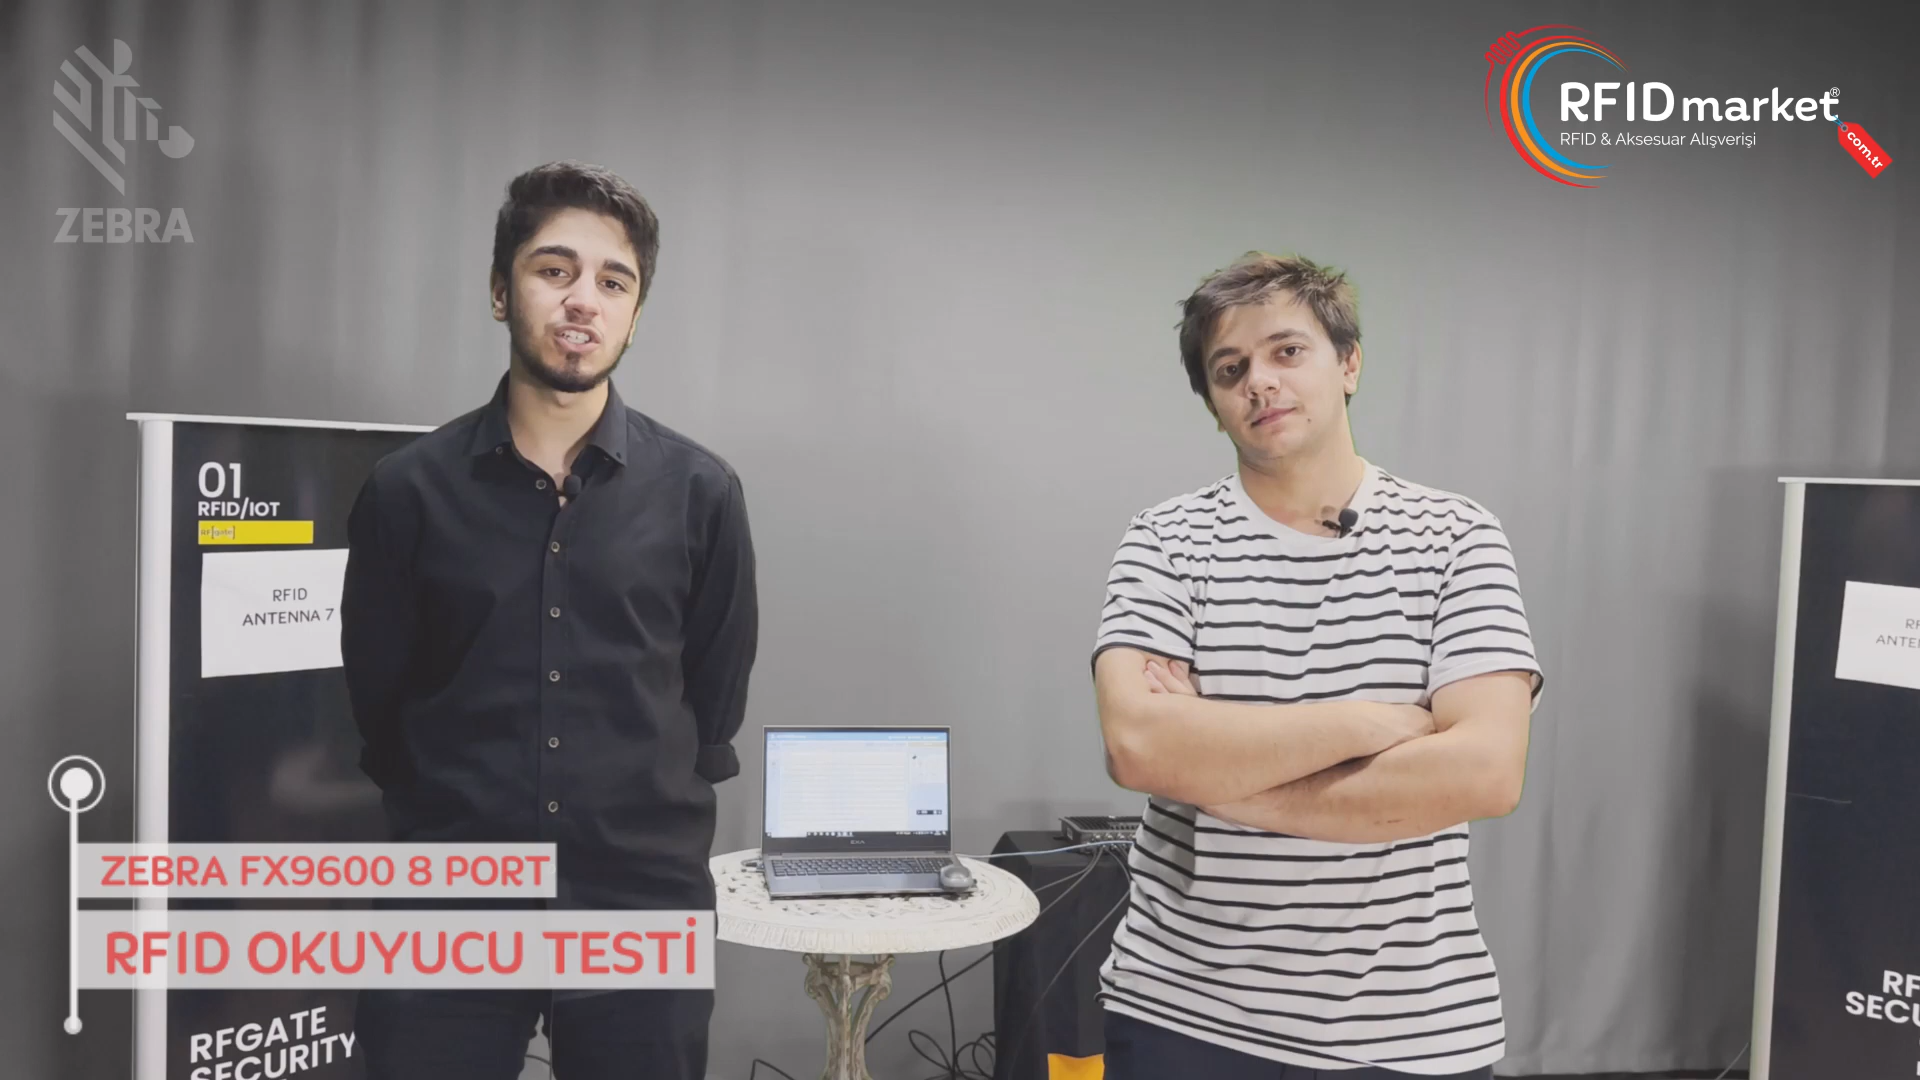 ZEBRA
RFIDmarket®
RFID & Aksesuar Alışverişi
com.tr
01
RFID/IOT
RFID
ANTENNA 7
ZEBRA FX9600 8 PORT
RFID OKUYUCU TESTİ
RFGATE
SECURITY
EXA